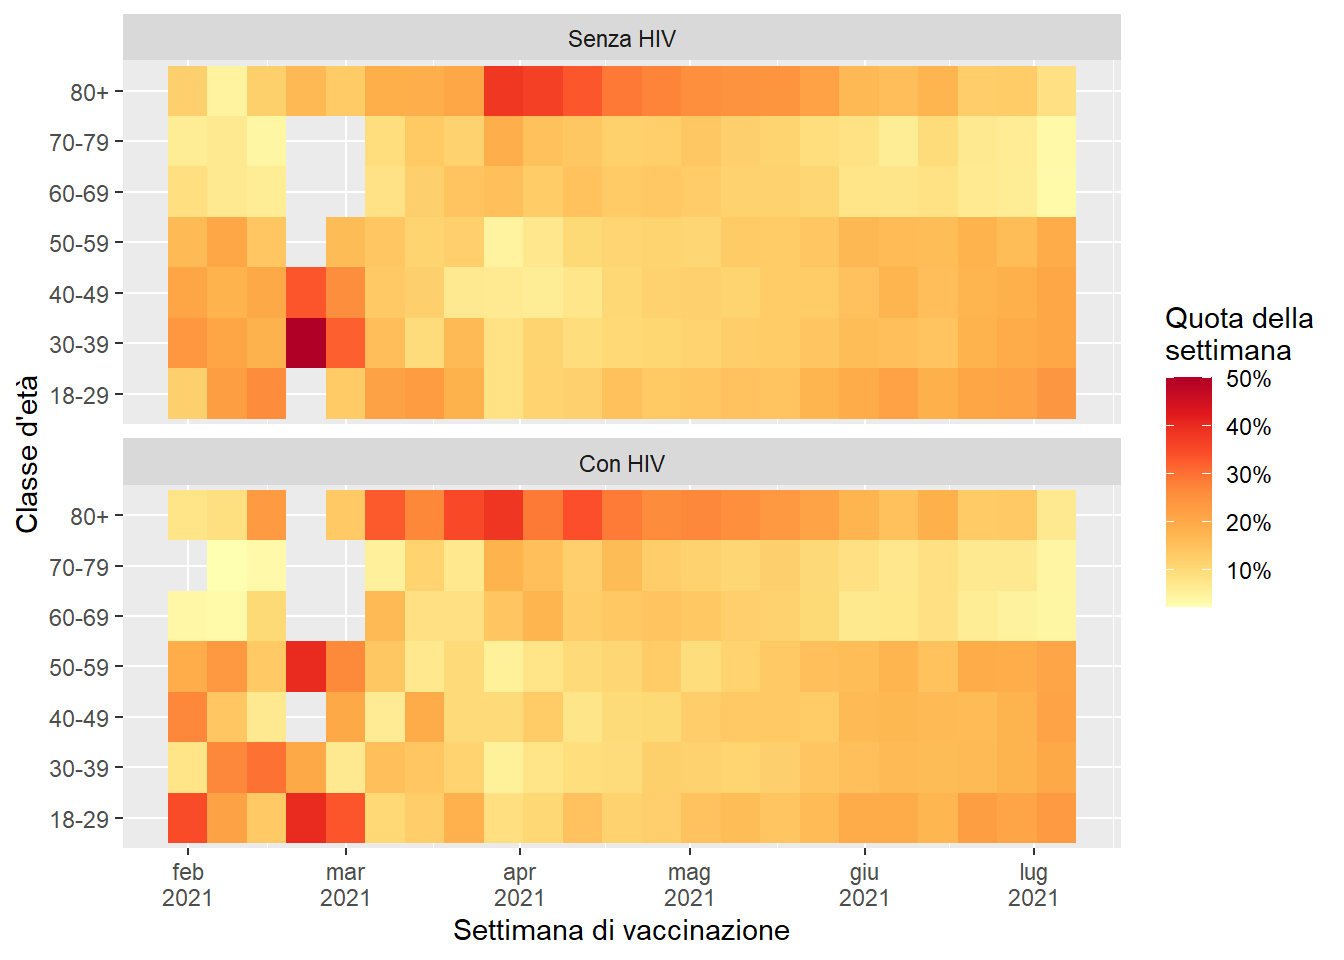 Senza HIV
80+
70-79
60-69
50-59
40-49
30-39
18-29
Con HIV
80+
70-79
60-69
50-59
40-49
30-39
18-29
Classe d'età
feb
2021
mar
2021
apr
2021
mag
2021
giu
2021
lug
2021
Settimana di vaccinazione
Quota della
settimana
50%
40%
30%
20%
10%